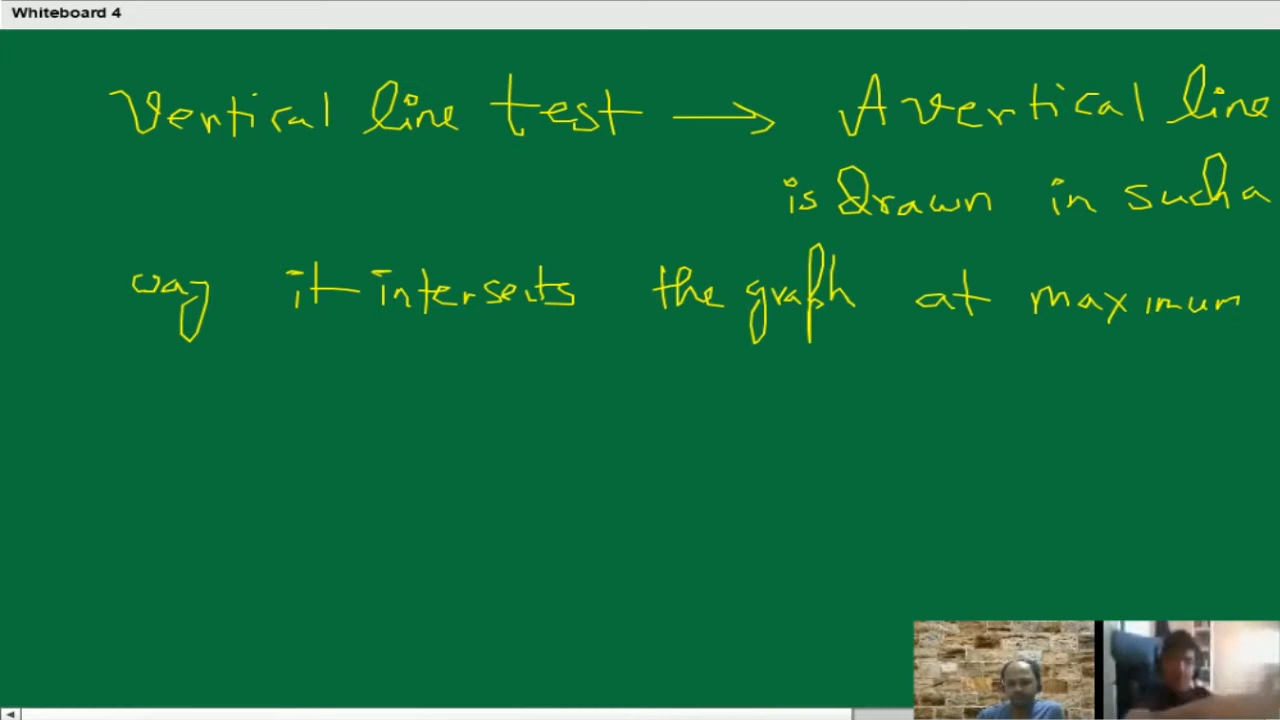 Whiteboard 4
Vertical line test → A vertical line
is drawn in such a
way it intersects the graph at maximum